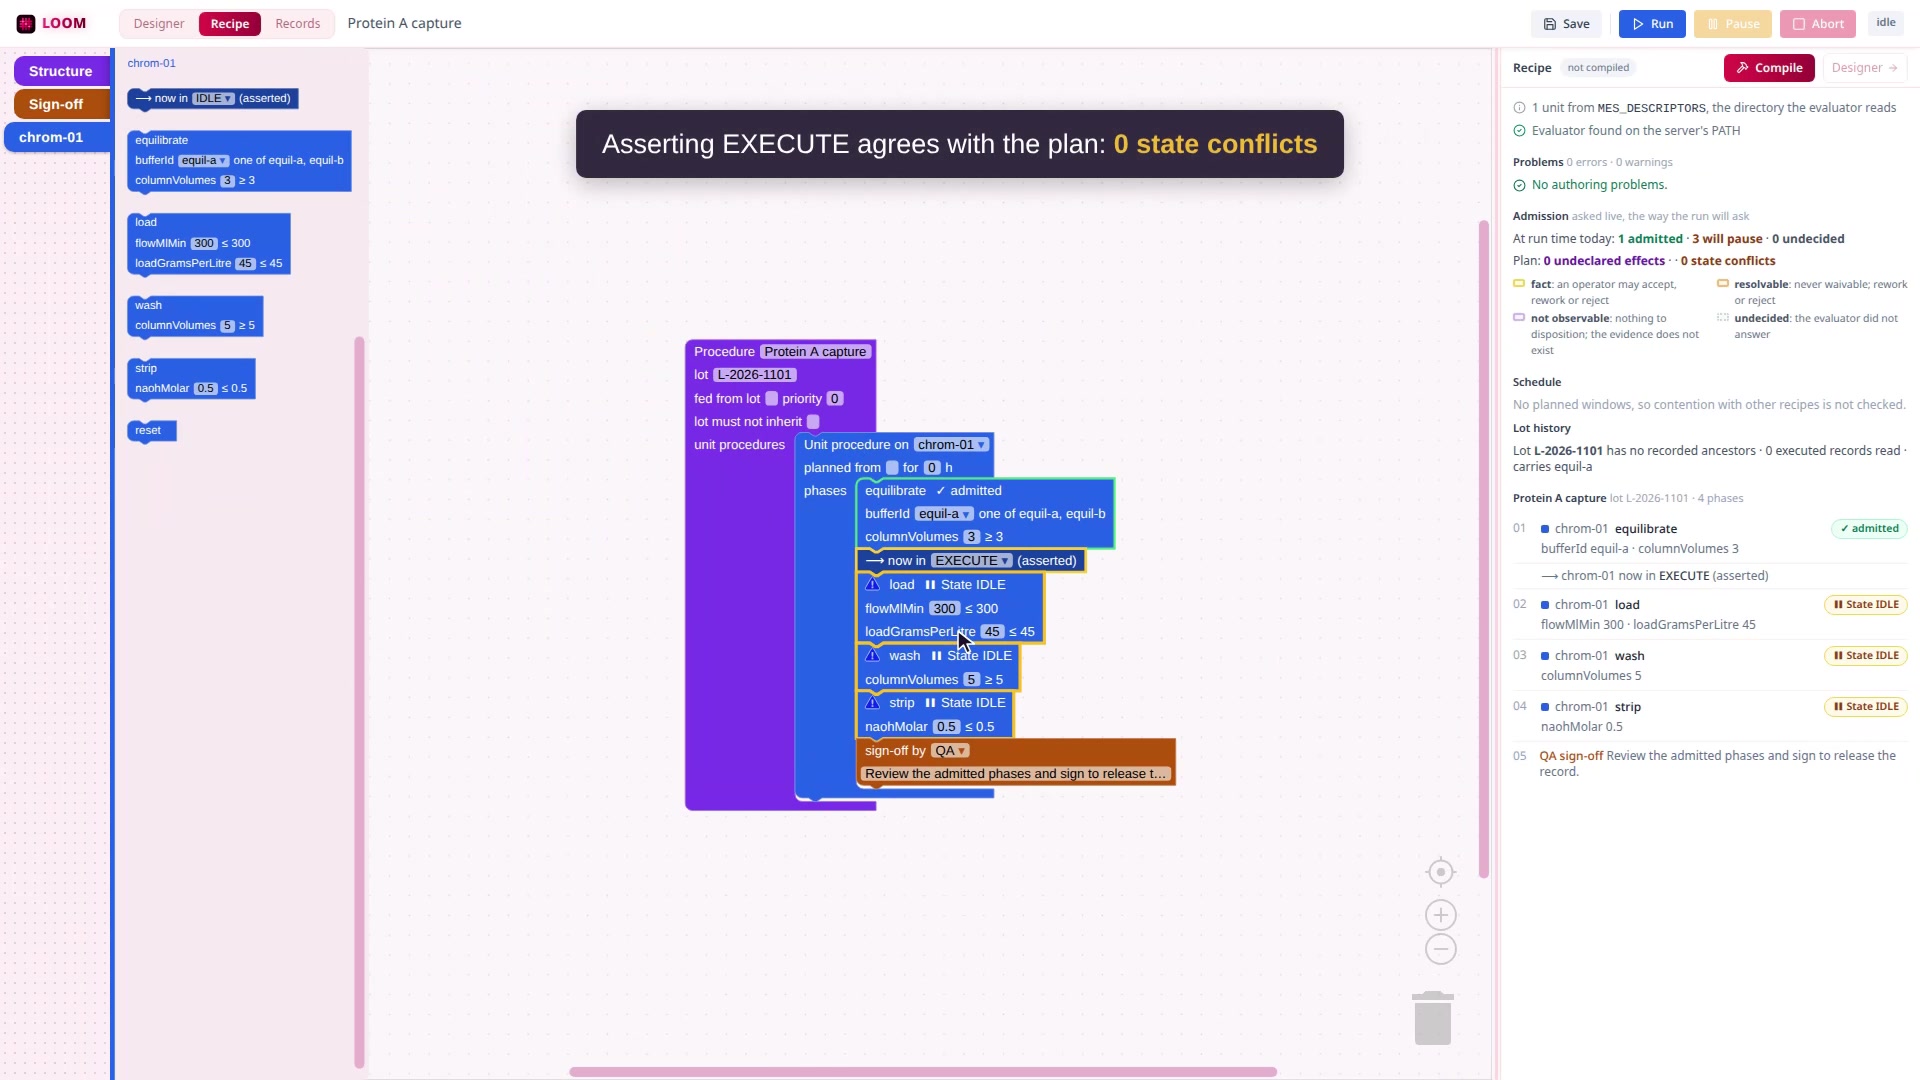 LOOM
Designer Recipe Records Protein A capture
Save Run Pause Abort idle
Structure
Sign-off
chrom-01
chrom-01
⟶ now in IDLE ▾ (asserted)
equilibrate
bufferId equil-a ▾ one of equil-a, equil-b
columnVolumes 3 ≥ 3
load
flowMlMin 300 ≤ 300
loadGramsPerLitre 45 ≤ 45
wash
columnVolumes 5 ≥ 5
strip
naohMolar 0.5 ≤ 0.5
reset
Asserting EXECUTE agrees with the plan: 0 state conflicts
Procedure Protein A capture
lot L-2026-1101
fed from lot priority 0
lot must not inherit
unit procedures
Unit procedure on chrom-01 ▾
planned from for 0 h
phases
equilibrate ✓ admitted
bufferId equil-a ▾ one of equil-a, equil-b
columnVolumes 3 ≥ 3
⟶ now in EXECUTE ▾ (asserted)
load State IDLE
flowMlMin 300 ≤ 300
loadGramsPerLitre 45 ≤ 45
wash State IDLE
columnVolumes 5 ≥ 5
strip State IDLE
naohMolar 0.5 ≤ 0.5
sign-off by QA ▾
Review the admitted phases and sign to release t…
Recipe not compiled Compile Designer →
1 unit from MES_DESCRIPTORS, the directory the evaluator reads
Evaluator found on the server's PATH
Problems 0 errors · 0 warnings
No authoring problems.
Admission asked live, the way the run will ask
At run time today: 1 admitted · 3 will pause · 0 undecided
Plan: 0 undeclared effects · · 0 state conflicts
fact: an operator may accept,
rework or reject
resolvable: never waivable; rework
or reject
not observable: nothing to
disposition; the evidence does not
exist
undecided: the evaluator did not
answer
Schedule
No planned windows, so contention with other recipes is not checked.
Lot history
Lot L-2026-1101 has no recorded ancestors · 0 executed records read ·
carries equil-a
Protein A capture lot L-2026-1101 · 4 phases
01 chrom-01 equilibrate ✓ admitted
bufferId equil-a · columnVolumes 3
⟶ chrom-01 now in EXECUTE (asserted)
02 chrom-01 load State IDLE
flowMlMin 300 · loadGramsPerLitre 45
03 chrom-01 wash State IDLE
columnVolumes 5
04 chrom-01 strip State IDLE
naohMolar 0.5
05 QA sign-off Review the admitted phases and sign to release the
record.